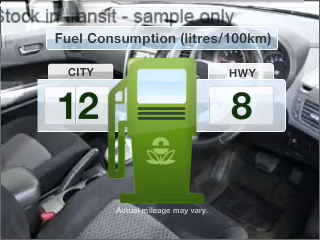 Stock in transit - sample only
Fuel Consumption (litres/100km)
CITY
HWY
12
8
Actual mileage may vary.